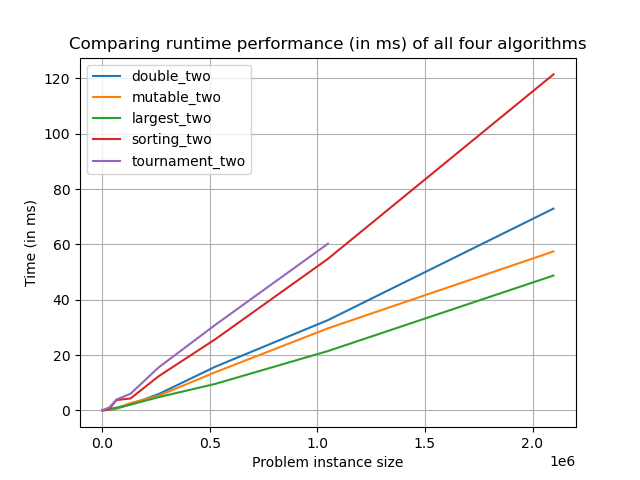 Comparing runtime performance (in ms) of all four algorithms
double_two
mutable_two
largest_two
sorting_two
tournament_two
120
100
80
60
40
20
0
Time (in ms)
0.0 0.5 1.0 1.5 2.0
1e6
Problem instance size